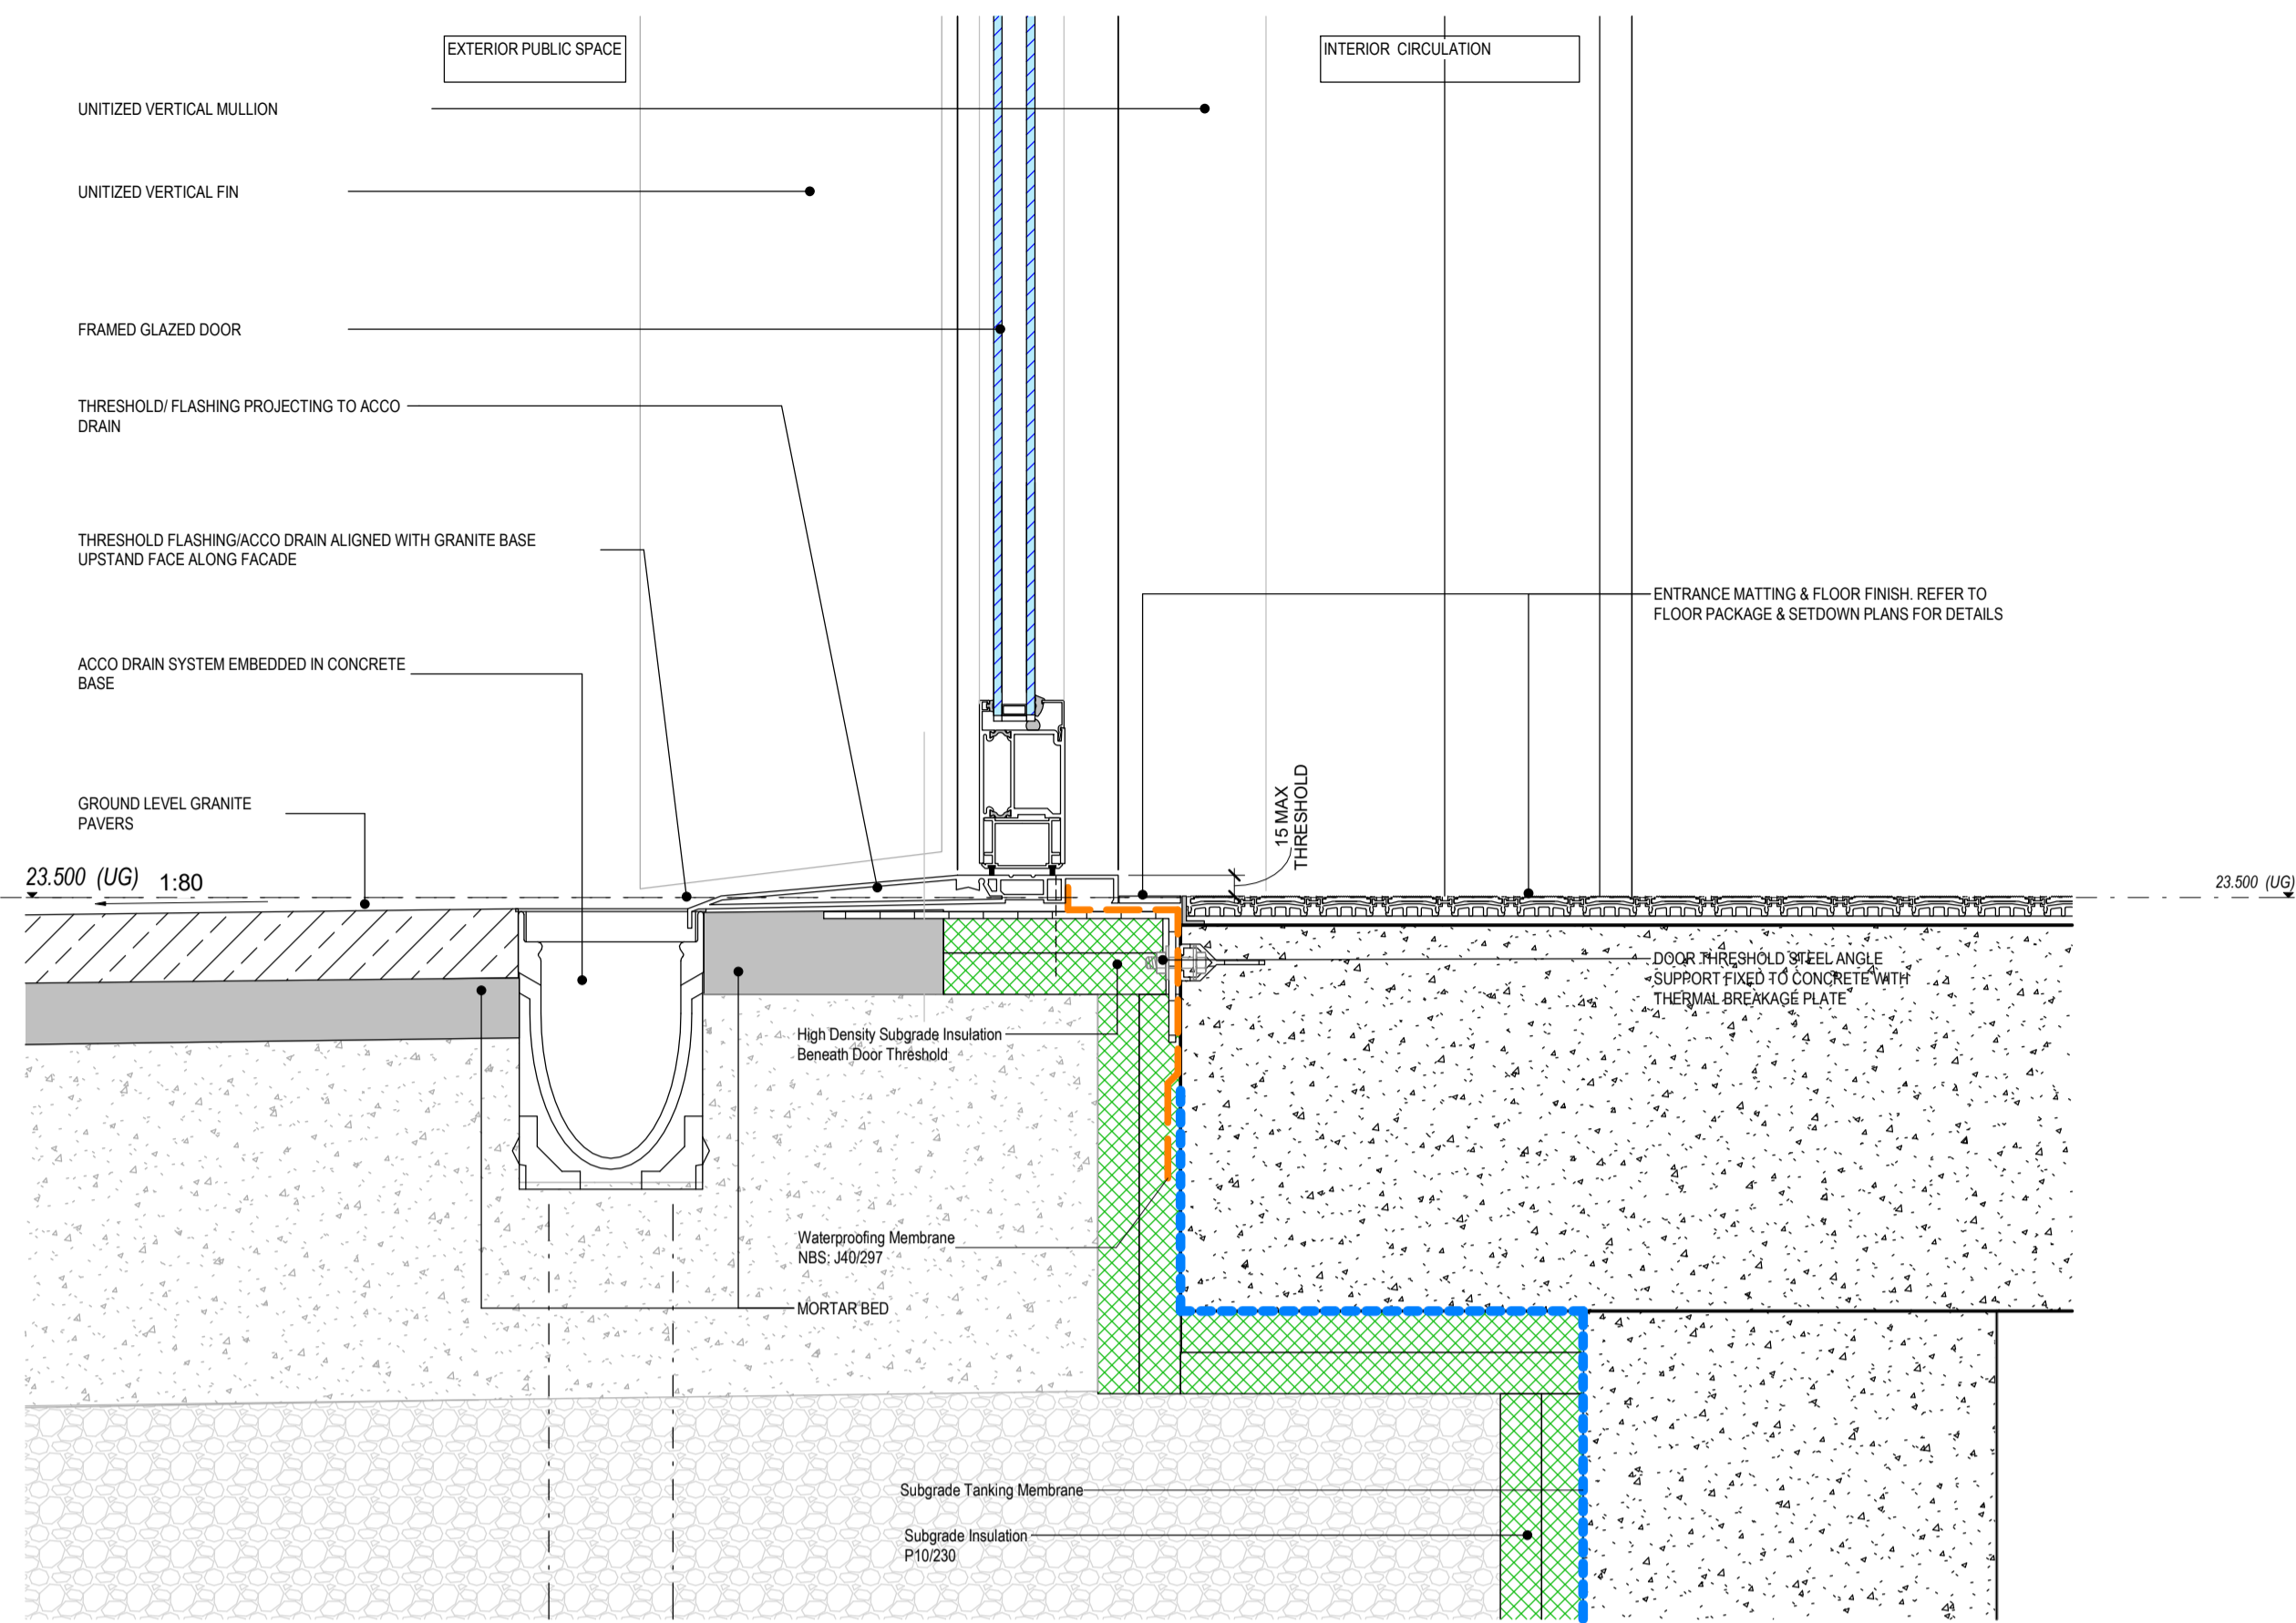 EXTERIOR PUBLIC SPACE
INTERIOR CIRCULATION
UNITIZED VERTICAL MULLION
UNITIZED VERTICAL FIN
FRAMED GLAZED DOOR
THRESHOLD/ FLASHING PROJECTING TO ACCO
DRAIN
THRESHOLD FLASHING/ACCO DRAIN ALIGNED WITH GRANITE BASE
UPSTAND FACE ALONG FACADE
ENTRANCE MATTING & FLOOR FINISH. REFER TO
FLOOR PACKAGE & SETDOWN PLANS FOR DETAILS
ACCO DRAIN SYSTEM EMBEDDED IN CONCRETE
BASE
15 MAX
THRESHOLD
GROUND LEVEL GRANITE
PAVERS
23.500 (UG)
1:80
23.500 (UG)
DOOR THRESHOLD STEEL ANGLE
SUPPORT FIXED TO CONCRETE WITH
THERMAL BREAKAGE PLATE
High Density Subgrade Insulation
Beneath Door Threshold
Waterproofing Membrane
NBS: J40/297
MORTAR BED
Subgrade Tanking Membrane
Subgrade Insulation
P10/230